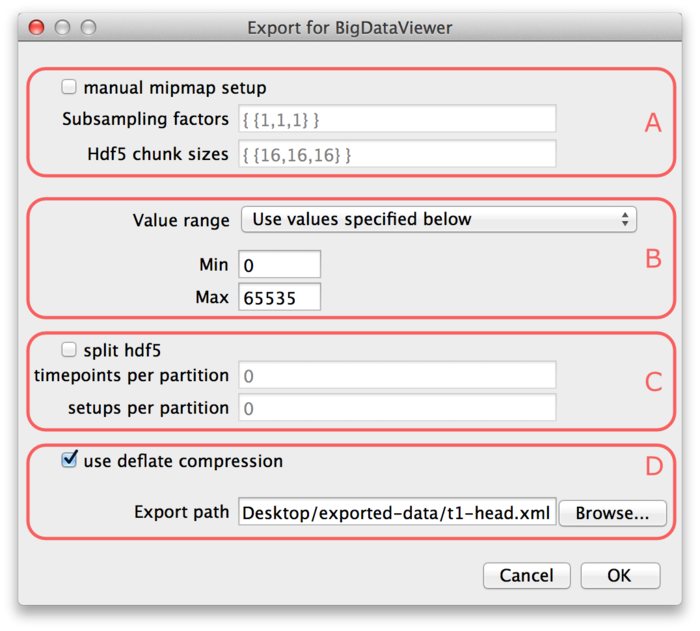 Export for BigDataViewer
manual mipmap setup
Subsampling factors { {1,1,1} }
A
Hdf5 chunk sizes { {16,16,16} }
Value range Use values specified below
B
Min 0
Max 65535
split hdf5
timepoints per partition 0
C
setups per partition 0
use deflate compression
D
Export path Desktop/exported-data/t1-head.xml Browse...
Cancel OK